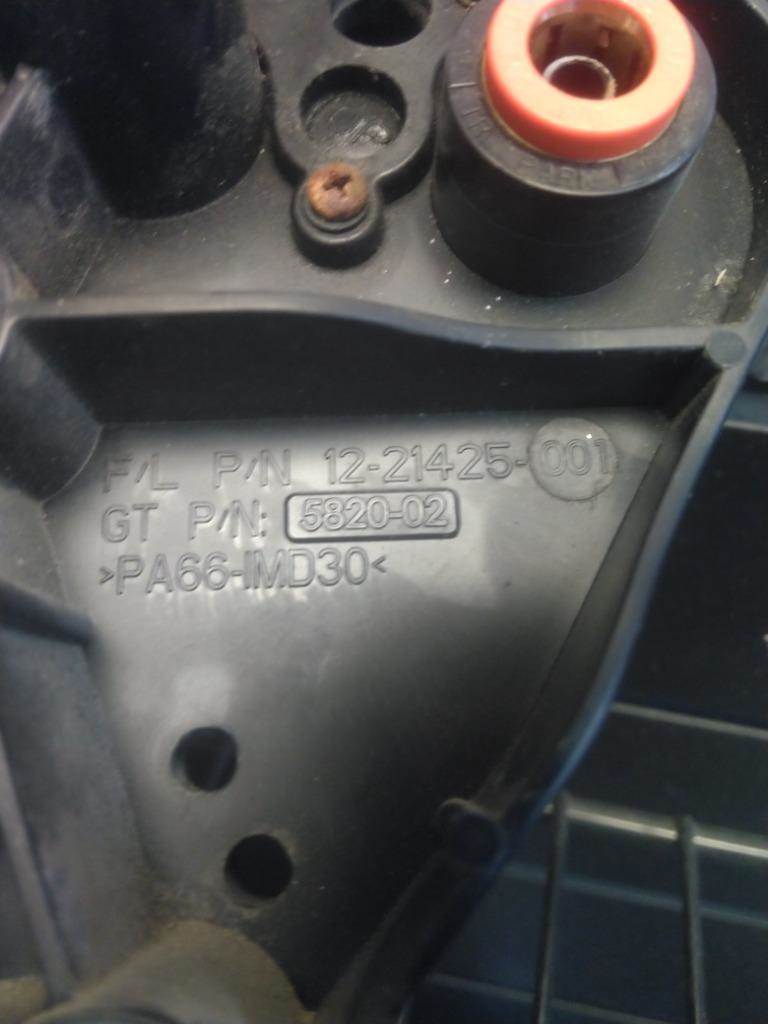 F/L P/N 12-21425-001
GT P/N: 5820-02
>PA66-IMD30<